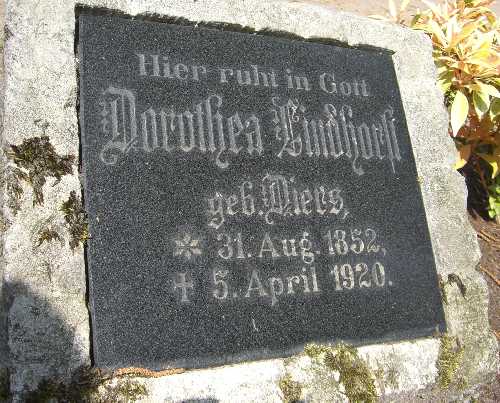 Hier ruht in Gott
Dorothea Lindhorst
geb. Diers,
* 31. Aug. 1852,
† 5. April 1920.